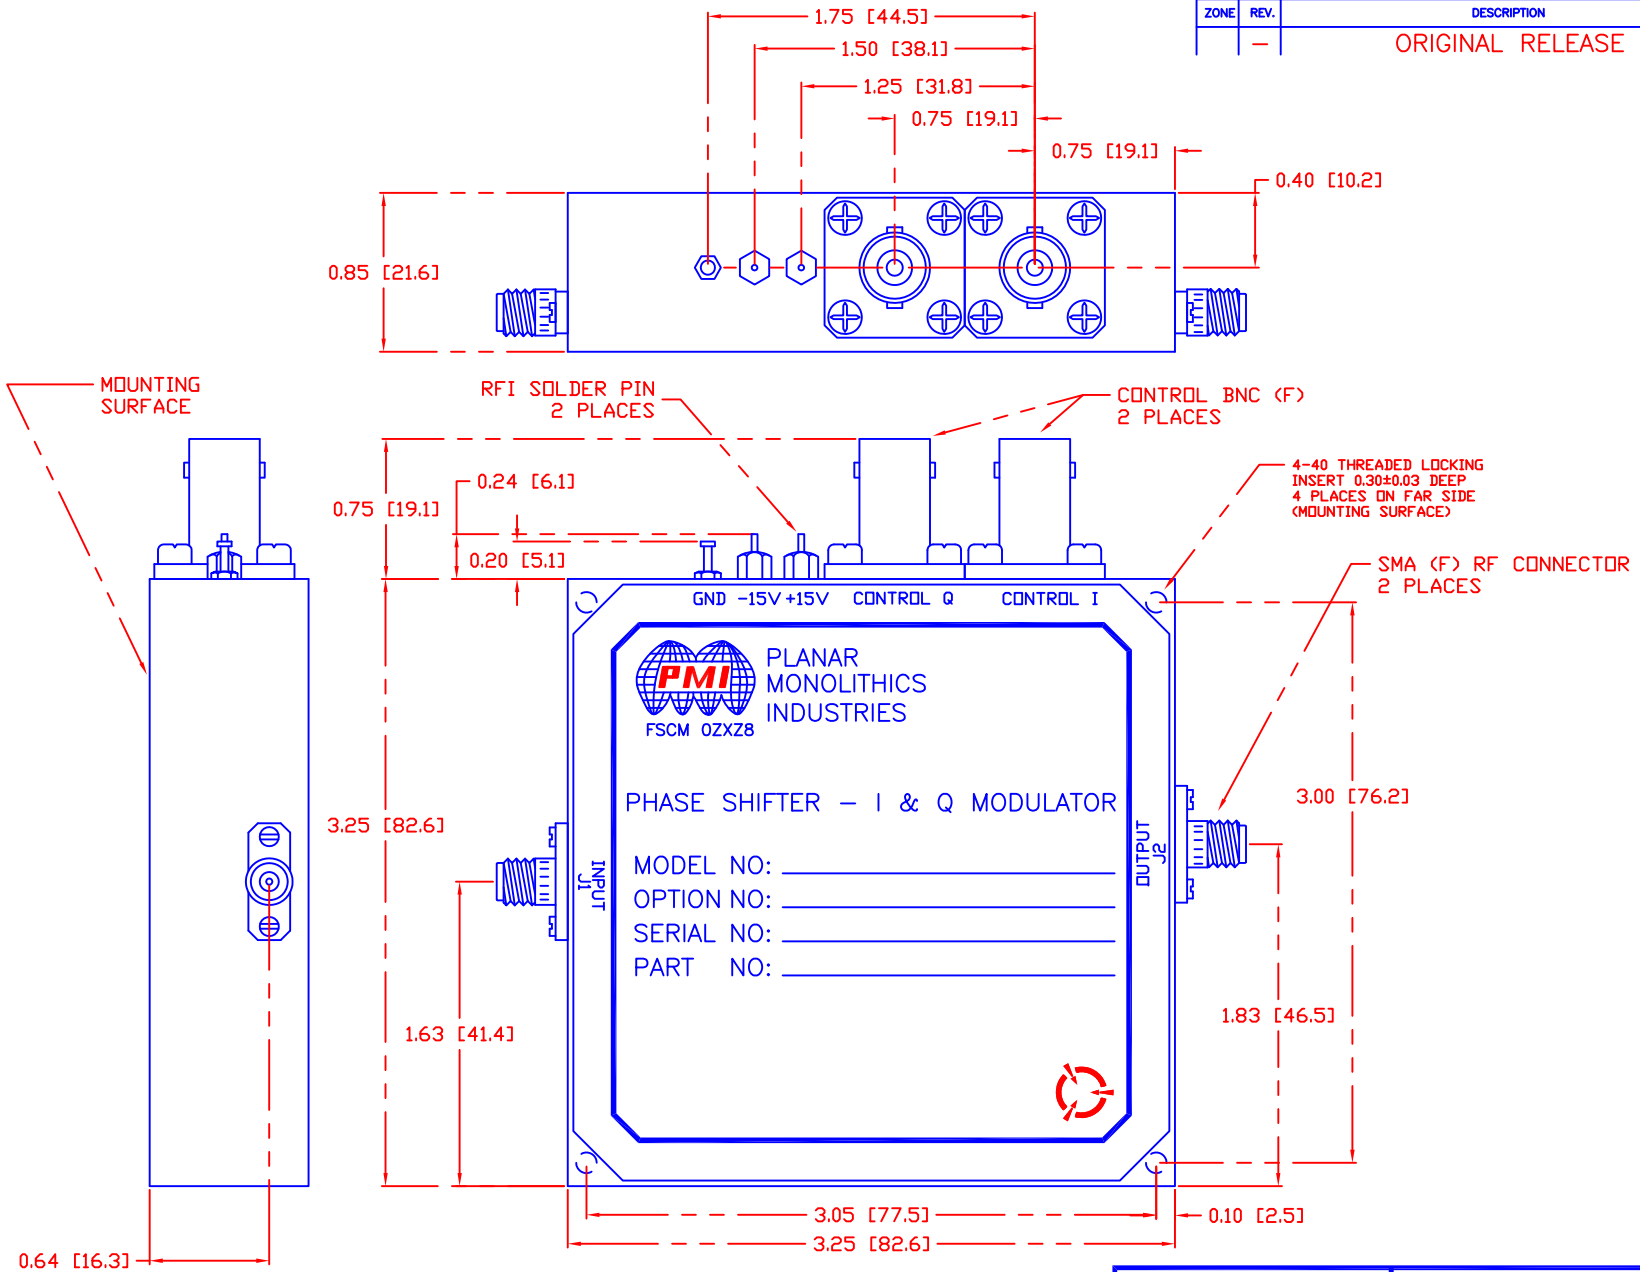 ZONE REV. DESCRIPTION
– ORIGINAL RELEASE
1.75 [44.5]
1.50 [38.1]
1.25 [31.8]
0.75 [19.1]
0.75 [19.1]
0.40 [10.2]
0.85 [21.6]
MOUNTING
SURFACE
RFI SOLDER PIN
2 PLACES
CONTROL BNC (F)
2 PLACES
4-40 THREADED LOCKING
INSERT 0.30±0.03 DEEP
4 PLACES ON FAR SIDE
(MOUNTING SURFACE)
0.24 [6.1]
0.75 [19.1]
0.20 [5.1]
SMA (F) RF CONNECTOR
2 PLACES
GND -15V +15V CONTROL Q CONTROL I
PMI
PLANAR
MONOLITHICS
INDUSTRIES
FSCM 0ZXZ8
PHASE SHIFTER – I & Q MODULATOR
3.00 [76.2]
3.25 [82.6]
INPUT
J1
OUTPUT
J2
MODEL NO:
OPTION NO:
SERIAL NO:
PART NO:
1.63 [41.4]
1.83 [46.5]
3.05 [77.5]
0.10 [2.5]
3.25 [82.6]
0.64 [16.3]